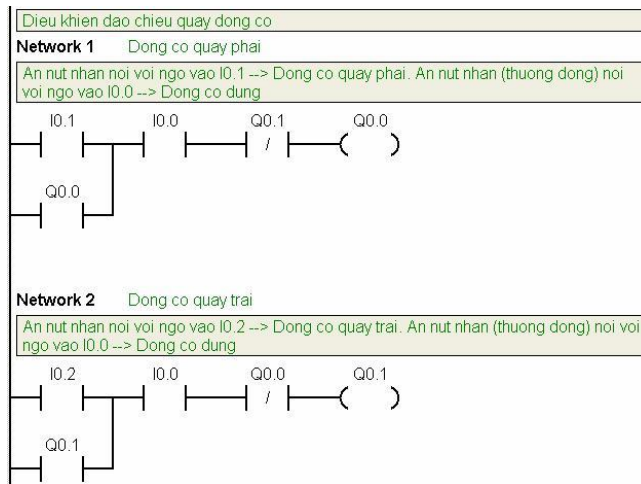 Dieu khien dao chieu quay dong co
Network 1 Dong co quay phai
An nut nhan noi voi ngo vao I0.1 --> Dong co quay phai. An nut nhan (thuong dong) noi
voi ngo vao I0.0 --> Dong co dung
I0.1 I0.0 Q0.1 Q0.0
/
Q0.0
Network 2 Dong co quay trai
An nut nhan noi voi ngo vao I0.2 --> Dong co quay trai. An nut nhan (thuong dong) noi voi
ngo vao I0.0 --> Dong co dung
I0.2 I0.0 Q0.0 Q0.1
/
Q0.1